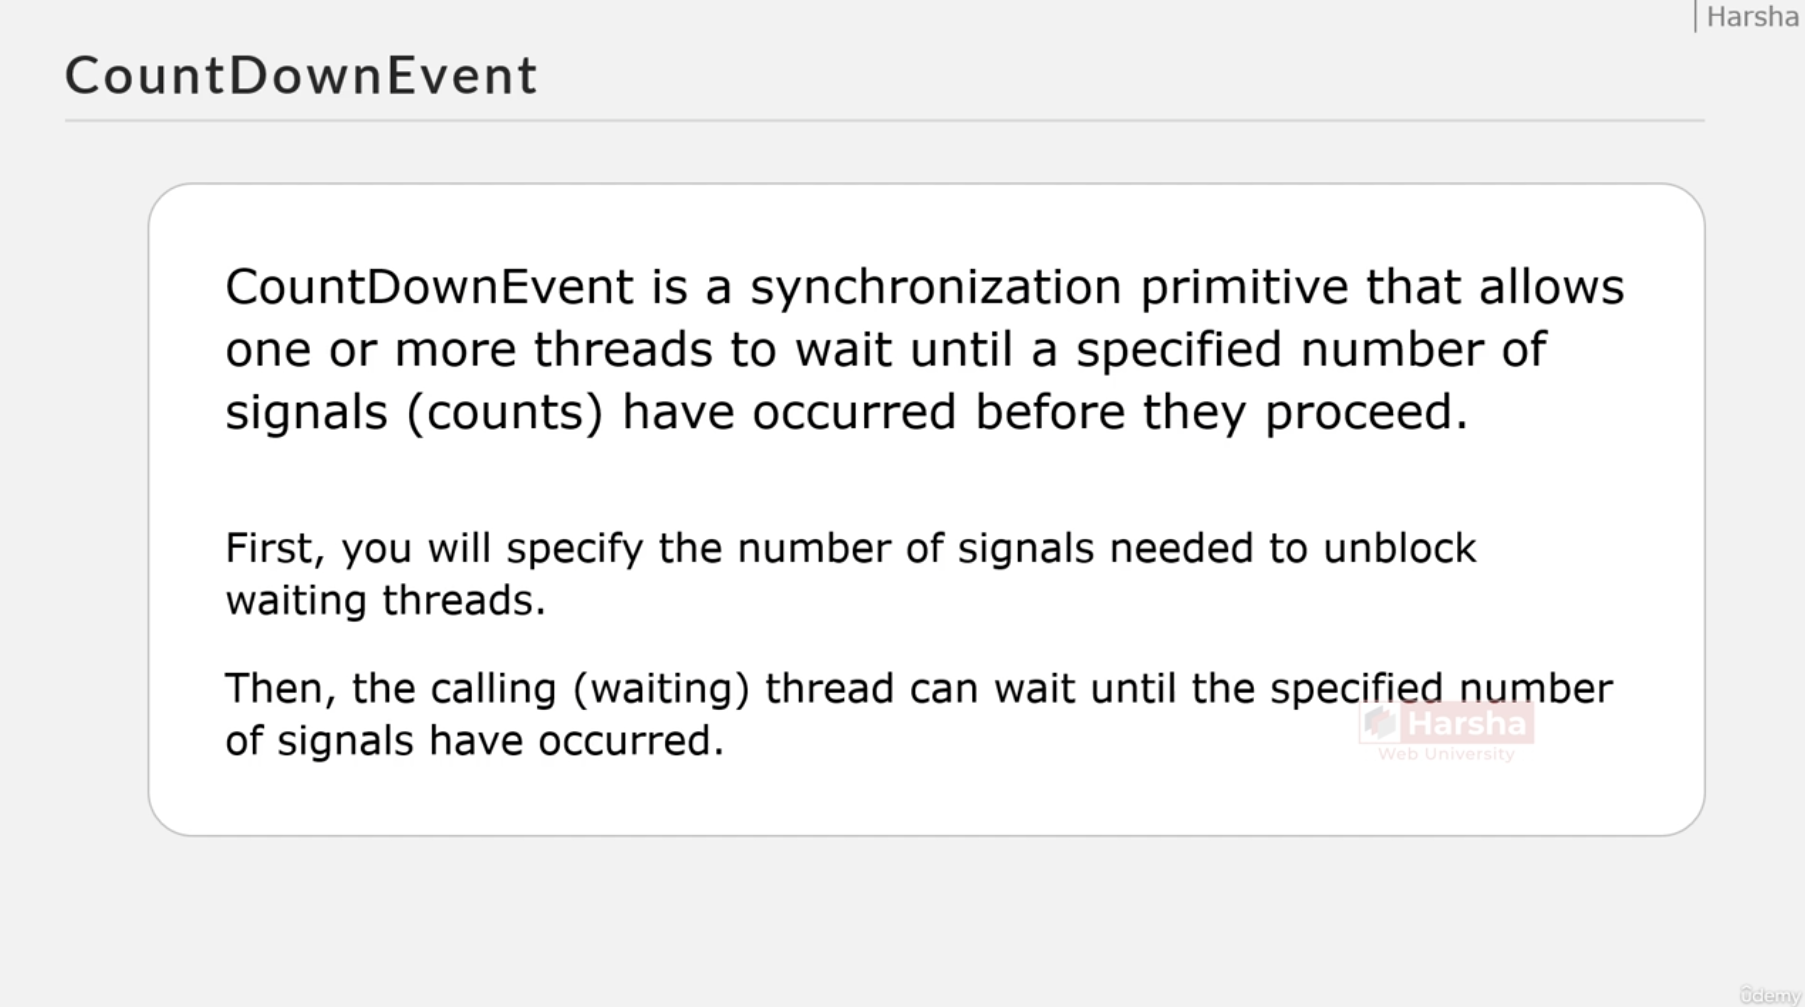 Harsha
CountDownEvent
CountDownEvent is a synchronization primitive that allows
one or more threads to wait until a specified number of
signals (counts) have occurred before they proceed.
First, you will specify the number of signals needed to unblock
waiting threads.
Then, the calling (waiting) thread can wait until the specified number
of signals have occurred.
Harsha
Web University
ûdemy